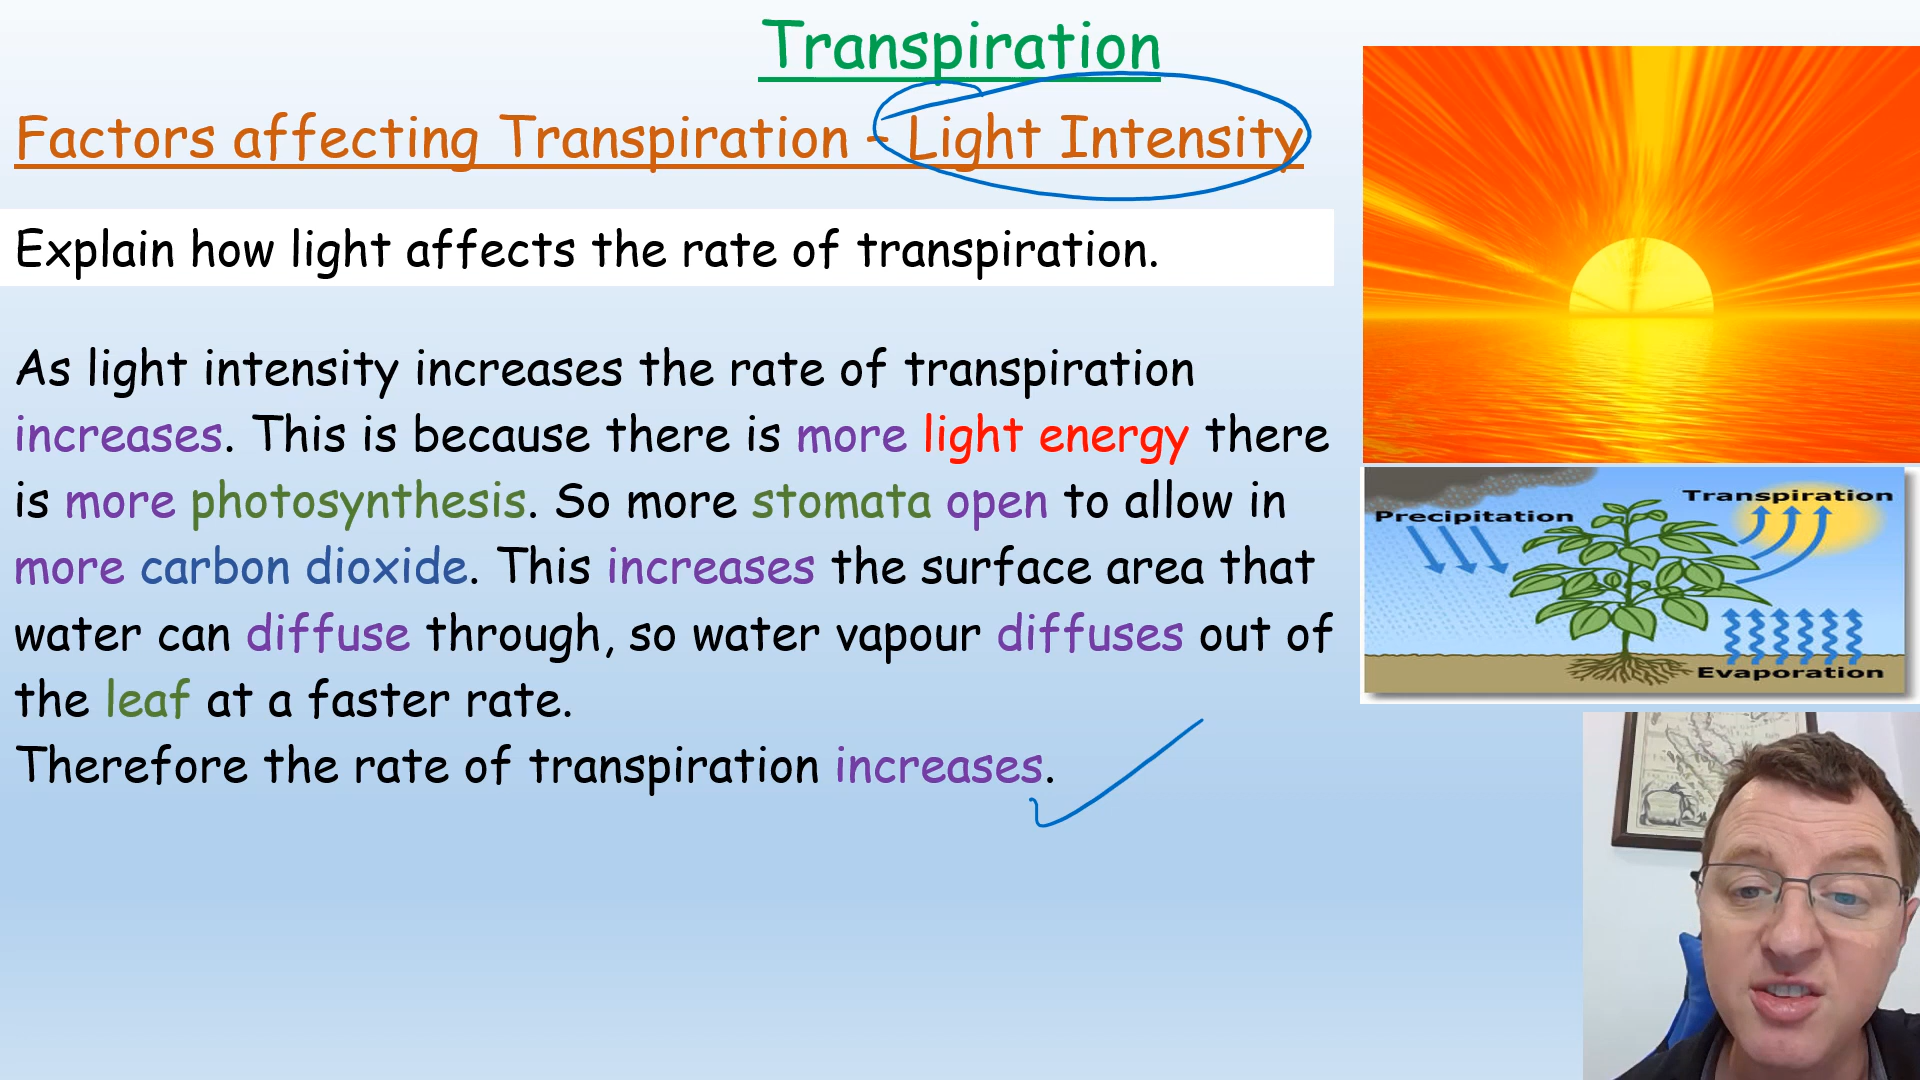 Transpiration
Factors affecting Transpiration - Light Intensity
Explain how light affects the rate of transpiration.
As light intensity increases the rate of transpiration
increases. This is because there is more light energy there
is more photosynthesis. So more stomata open to allow in
more carbon dioxide. This increases the surface area that
water can diffuse through, so water vapour diffuses out of
the leaf at a faster rate.
Therefore the rate of transpiration increases.
Transpiration
Precipitation
Evaporation